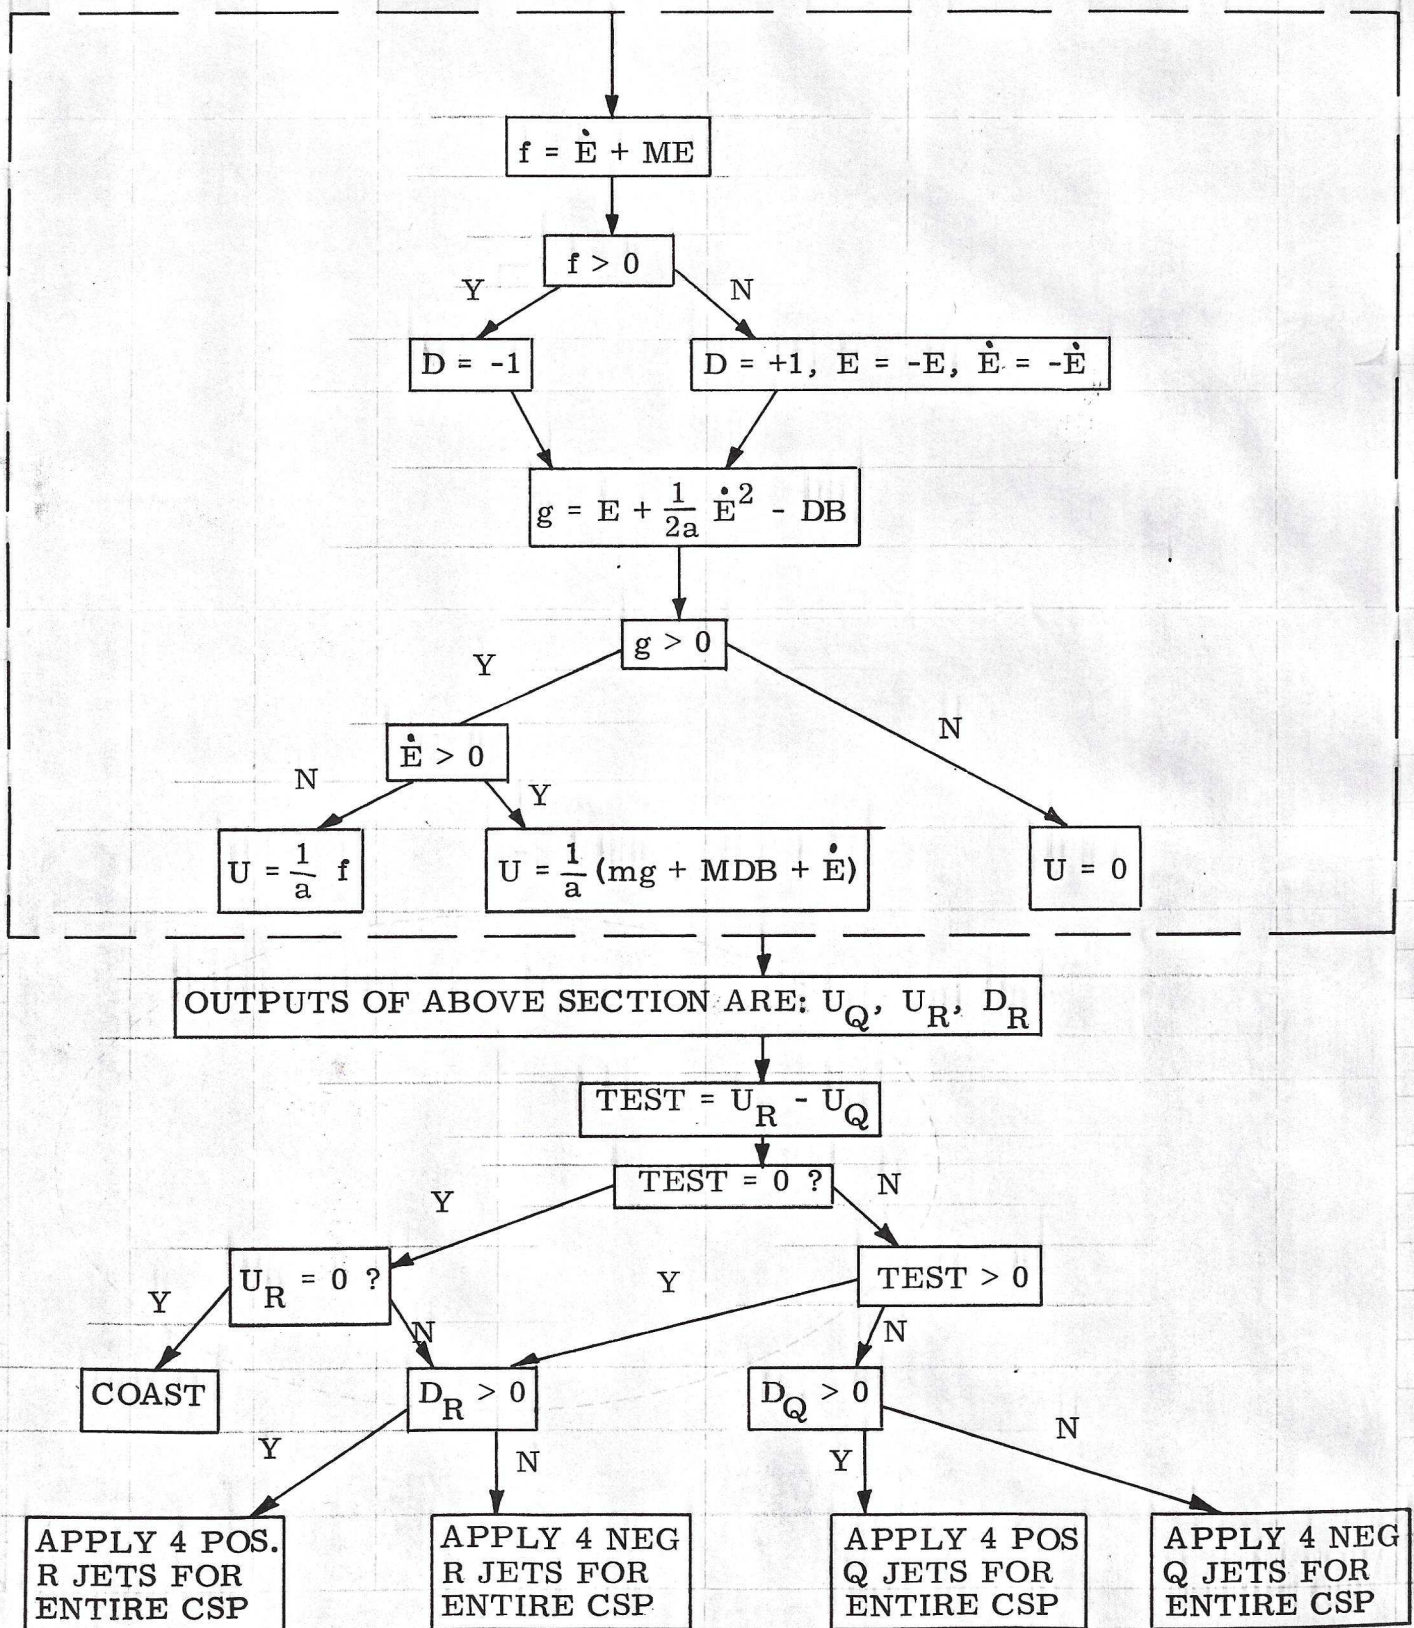 f = Ė + ME
f > 0
Y
N
D = -1
D = +1, E = -E, Ė = -Ė
g = E + 1/2a Ė² - DB
g > 0
Y
N
Ė > 0
N
Y
U = 1/a f
U = 1/a (mg + MDB + Ė)
U = 0
OUTPUTS OF ABOVE SECTION ARE: U_Q, U_R, D_R
TEST = U_R - U_Q
TEST = 0 ?
Y
N
U_R = 0 ?
TEST > 0
Y
N
Y
N
COAST
D_R > 0
D_Q > 0
Y
N
Y
N
APPLY 4 POS.
R JETS FOR
ENTIRE CSP
APPLY 4 NEG
R JETS FOR
ENTIRE CSP
APPLY 4 POS
Q JETS FOR
ENTIRE CSP
APPLY 4 NEG
Q JETS FOR
ENTIRE CSP